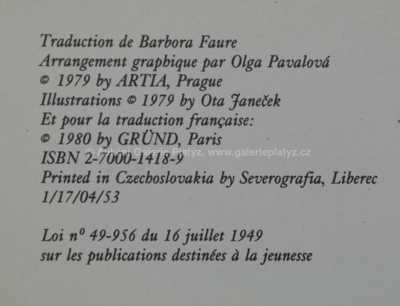 Traduction de Barbora Faure
Arrangement graphique par Olga Pavalová
© 1979 by ARTIA, Prague
Illustrations © 1979 by Ota Janeček
Et pour la traduction française:
© 1980 by GRÜND, Paris
ISBN 2-7000-1418-9
Galerie Platýz, www.galerieplatyz.cz
Printed in Czechoslovakia by Severografia, Liberec
1/17/04/53
Loi nº 49-956 du 16 juillet 1949
sur les publications destinées à la jeunesse